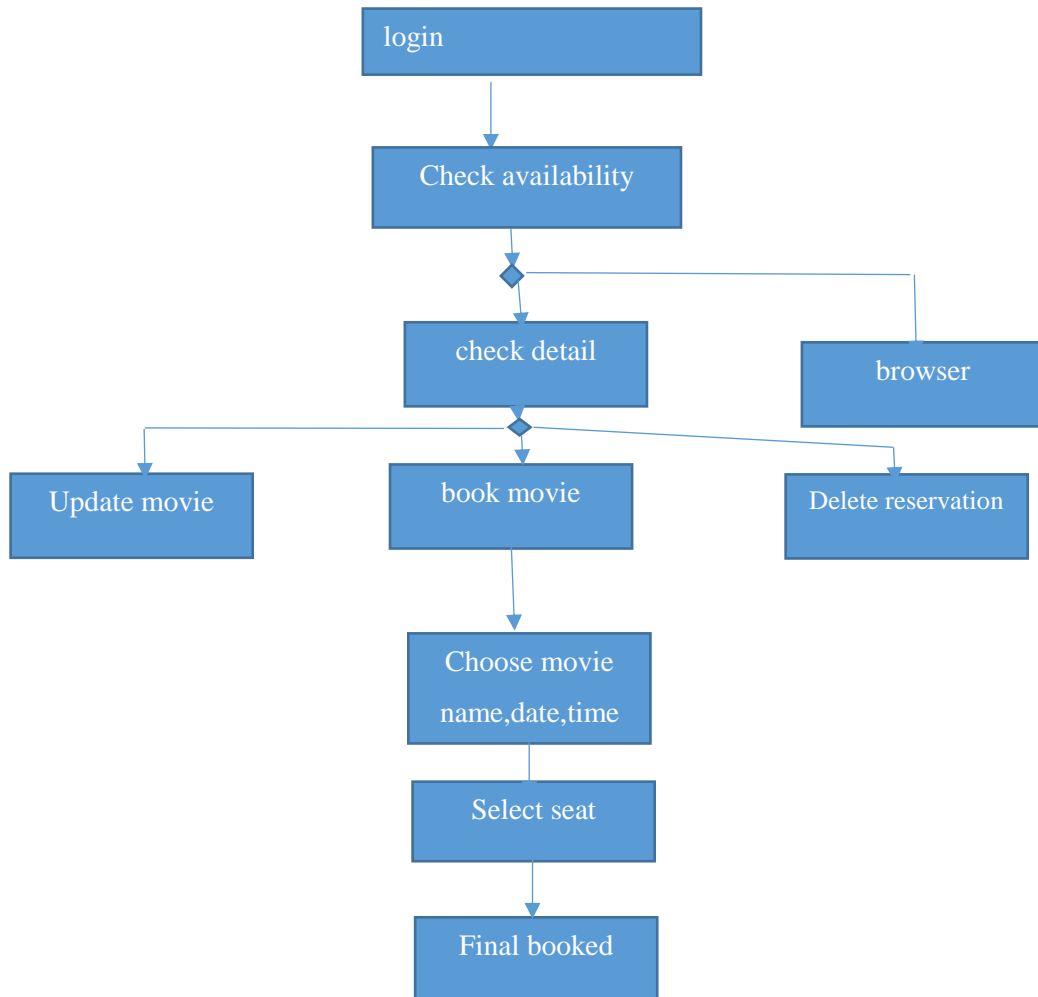 login
Check availability
check detail
browser
Update movie
book movie
Delete reservation
Choose movie
name,date,time
Select seat
Final booked